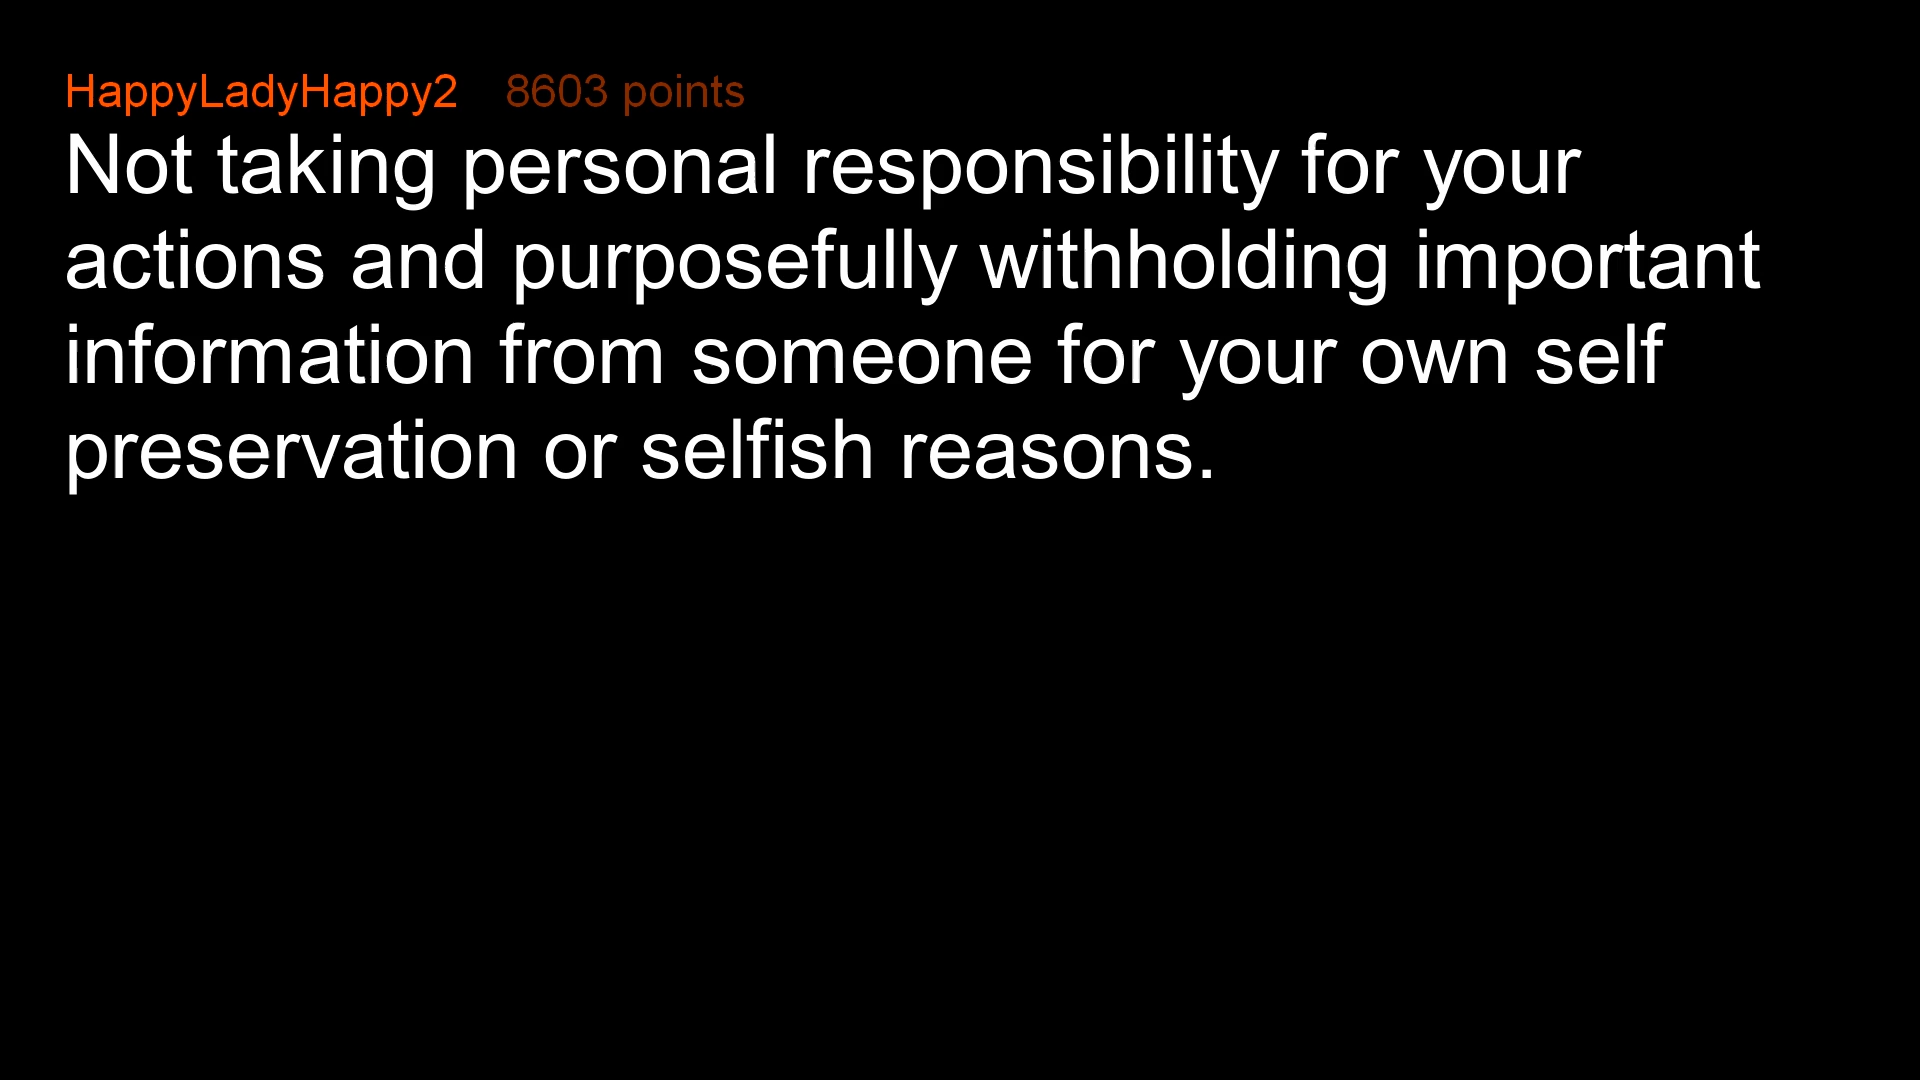 HappyLadyHappy2 8603 points
Not taking personal responsibility for your
actions and purposefully withholding important
information from someone for your own self
preservation or selfish reasons.